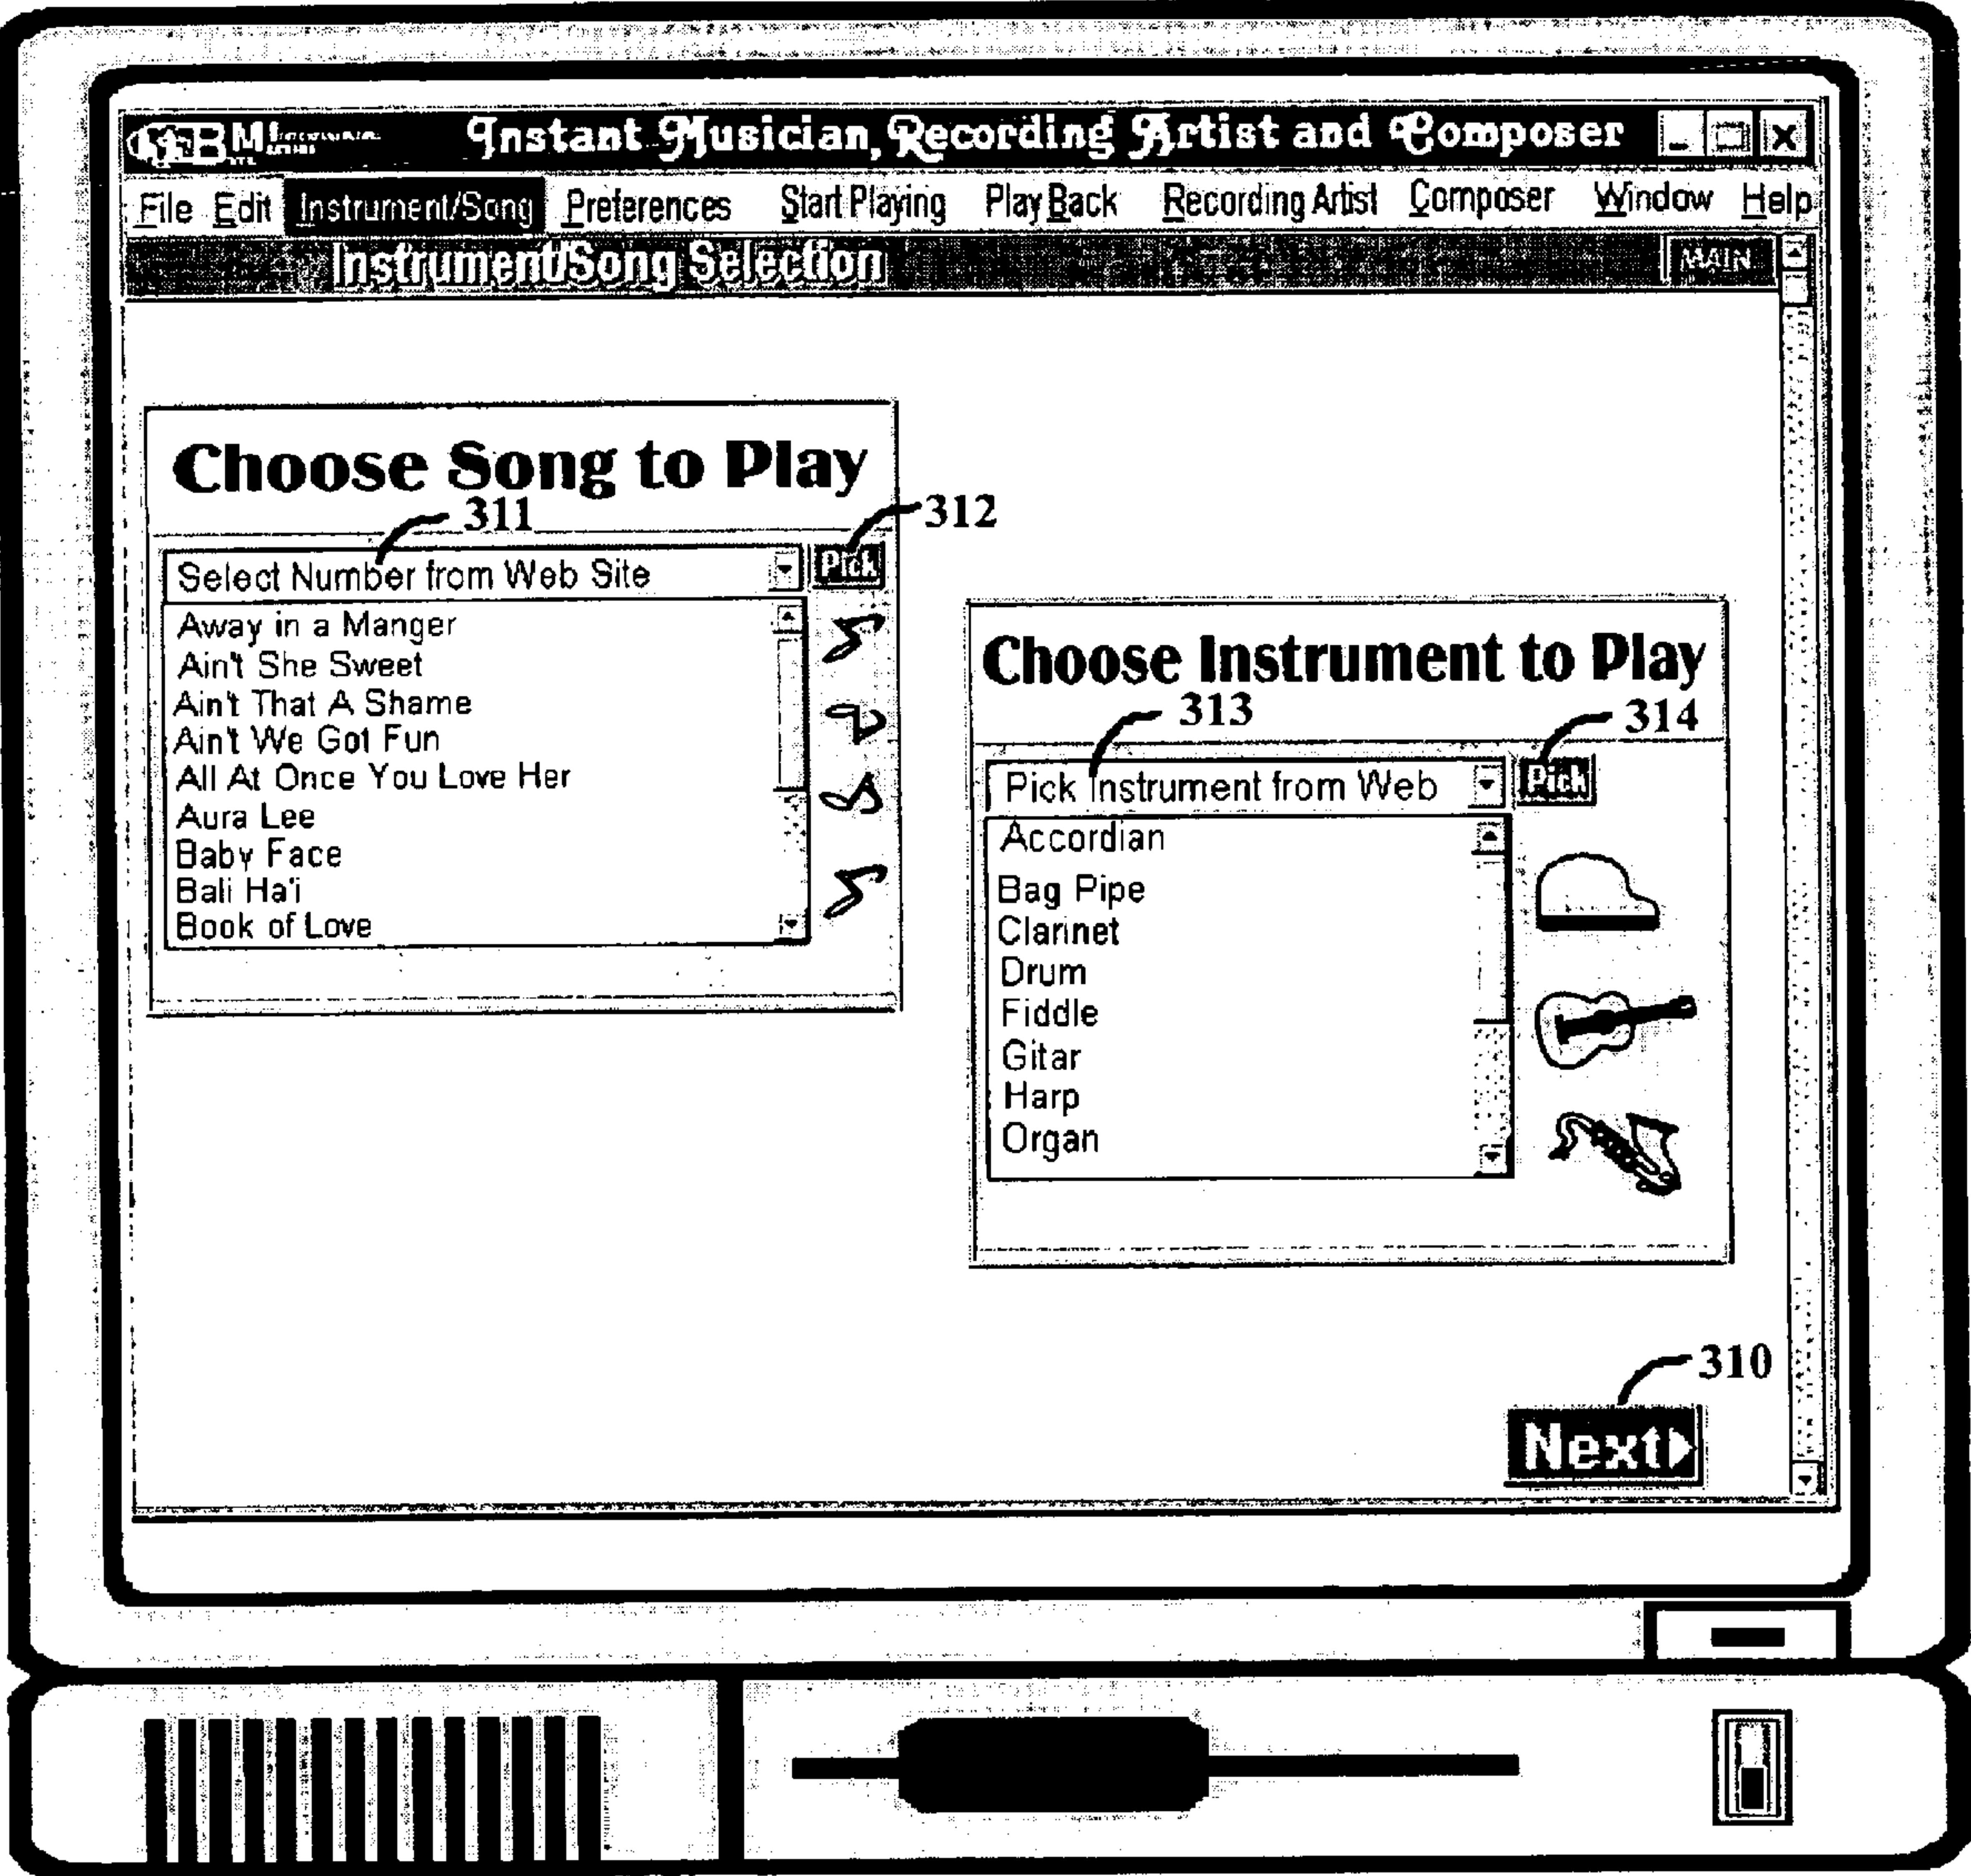 BMI Instant Musician, Recording Artist and Composer
File Edit Instrument/Song Preferences Start Playing Play Back Recording Artist Composer Window Help
Instrument/Song Selection MAIN
Choose Song to Play
311
312
Select Number from Web Site Pick
Away in a Manger
Ain't She Sweet
Ain't That A Shame
Ain't We Got Fun
All At Once You Love Her
Aura Lee
Baby Face
Bali Ha'i
Book of Love
Choose Instrument to Play
313
314
Pick Instrument from Web Pick
Accordian
Bag Pipe
Clarinet
Drum
Fiddle
Gitar
Harp
Organ
310
Next